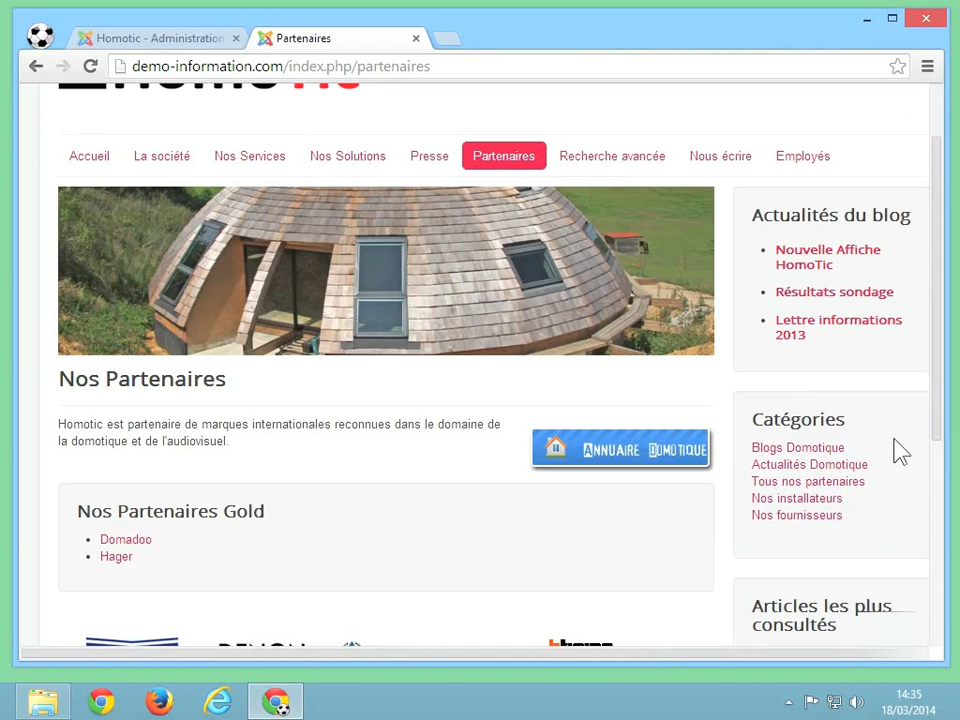 Homotic - Administration
Partenaires
demo-information.com/index.php/partenaires
HomoTic
Accueil
La société
Nos Services
Nos Solutions
Presse
Partenaires
Recherche avancée
Nous écrire
Employés
Nos Partenaires
Homotic est partenaire de marques internationales reconnues dans le domaine de
la domotique et de l'audiovisuel.
Annuaire Domotique
Nos Partenaires Gold
Domadoo
Hager
Actualités du blog
Nouvelle Affiche
HomoTic
Résultats sondage
Lettre informations
2013
Catégories
Blogs Domotique
Actualités Domotique
Tous nos partenaires
Nos installateurs
Nos fournisseurs
Articles les plus
consultés
14:35
18/03/2014